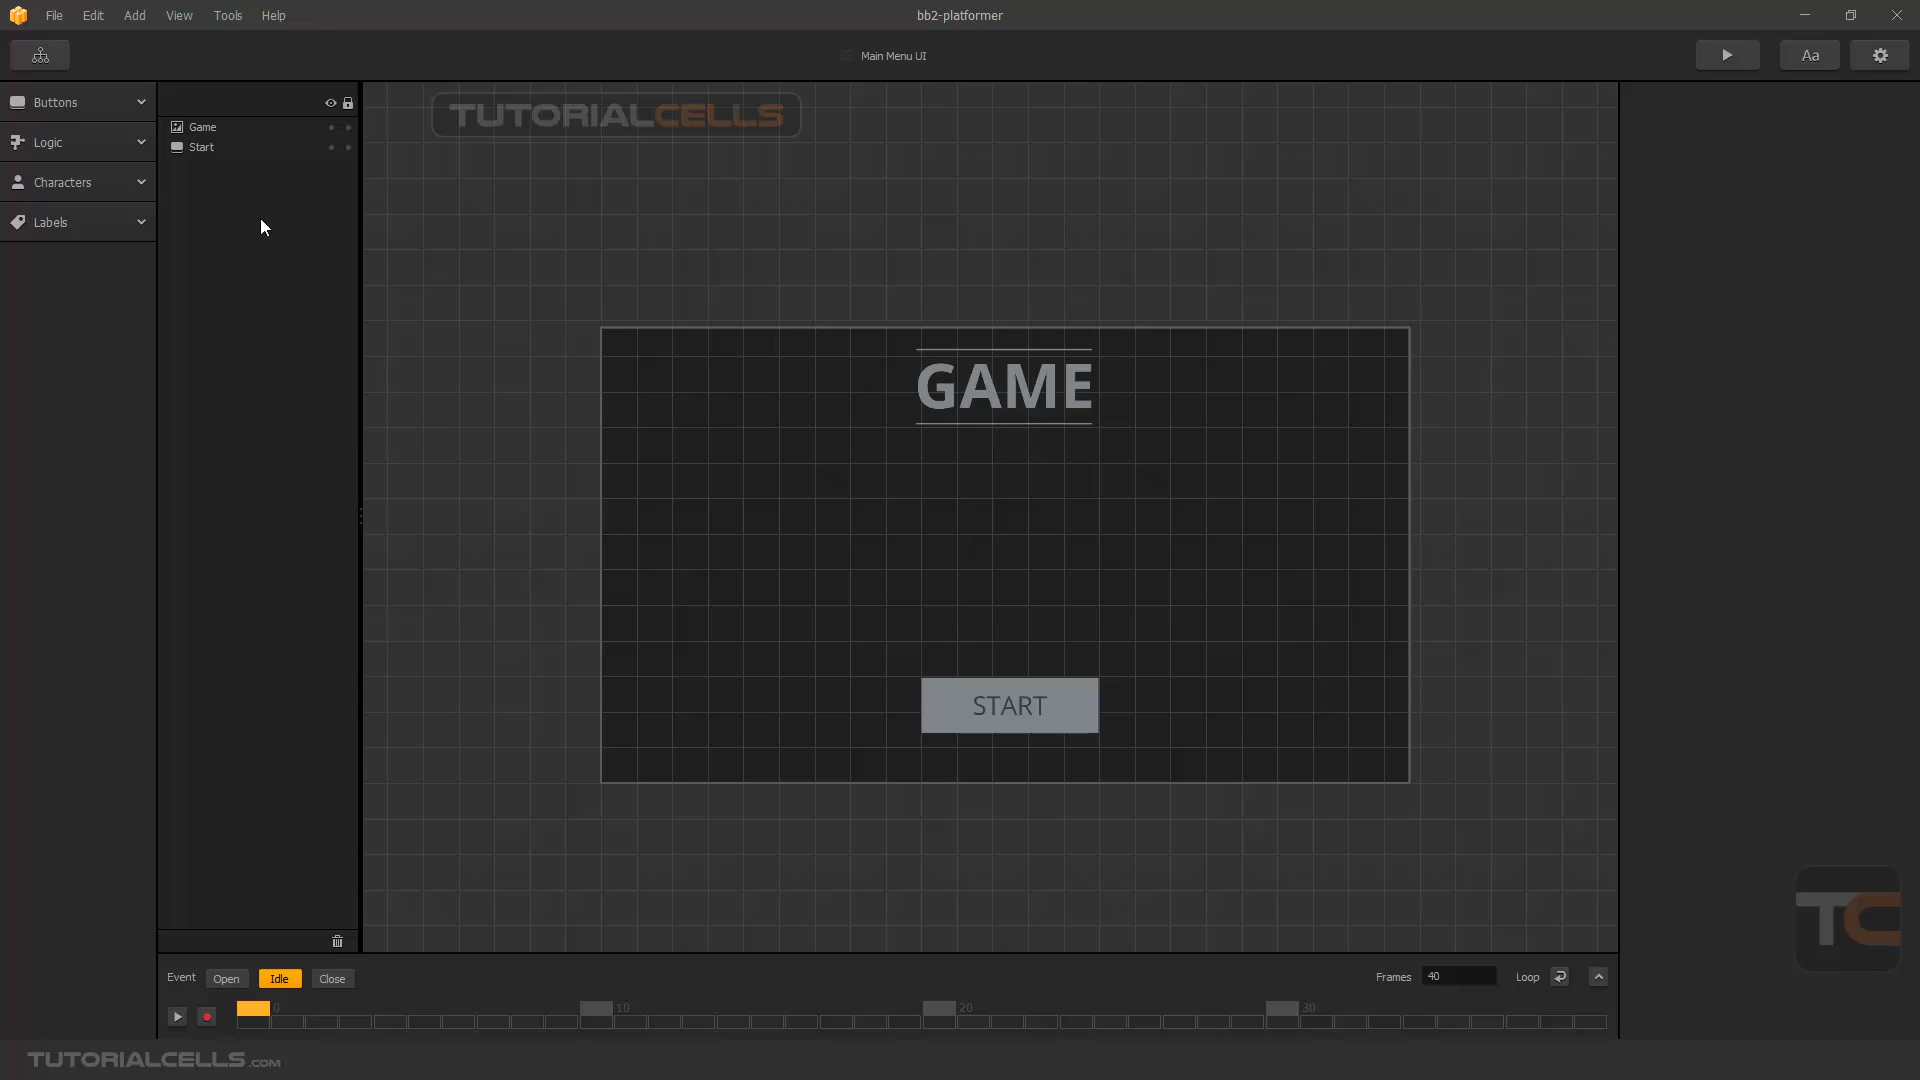 File Edit Add View Tools Help
bb2-platformer
Main Menu UI
Aa
Buttons
Logic
Characters
Labels
Game
Start
TUTORIALCELLS
GAME
START
TC
Event Open Idle Close
Frames 40 Loop
0 10 20 30
TUTORIALCELLS.COM